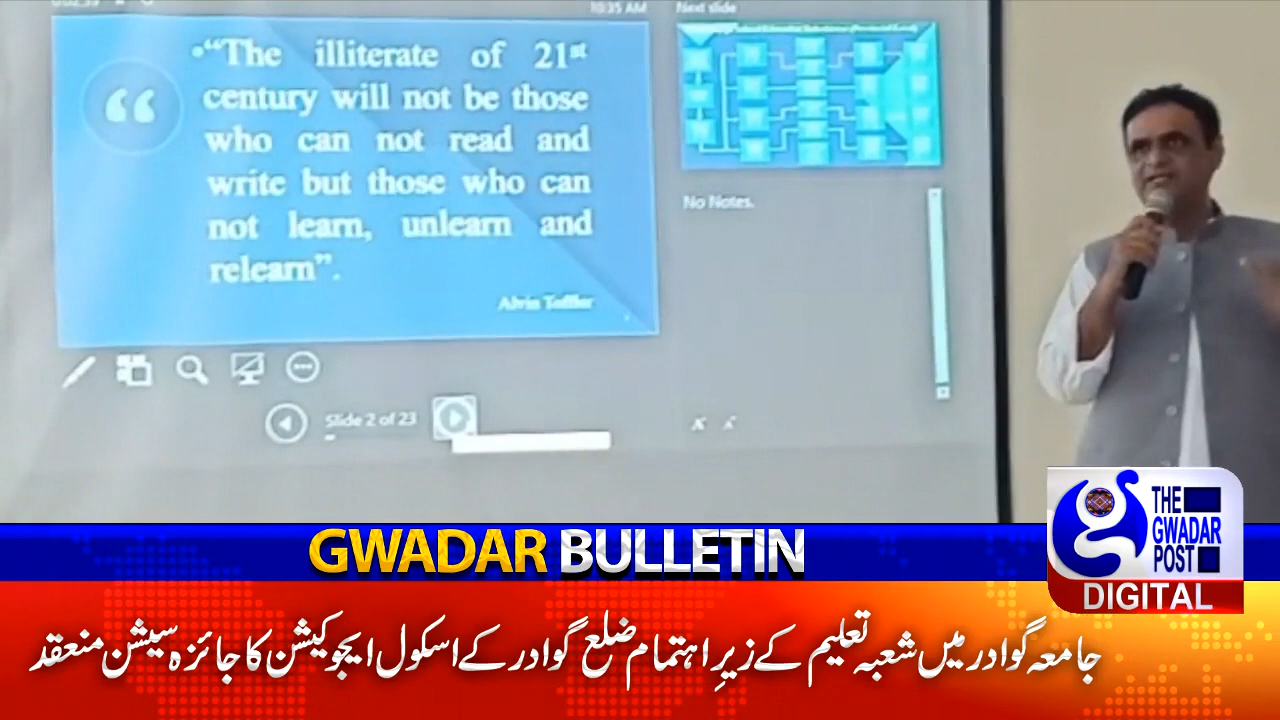 10:35 AM
Next slide
“The illiterate of 21st
century will not be those
who can not read and
write but those who can
not learn, unlearn and
relearn”.
Alvin Toffler
No Notes.
Slide 2 of 23
THE
GWADAR
POST
DIGITAL
GWADAR BULLETIN
جامعہ گوادر میں شعبہ تعلیم کے زیرِ اہتمام ضلع گوادر کے اسکول ایجوکیشن کا جائزہ سیشن منعقد